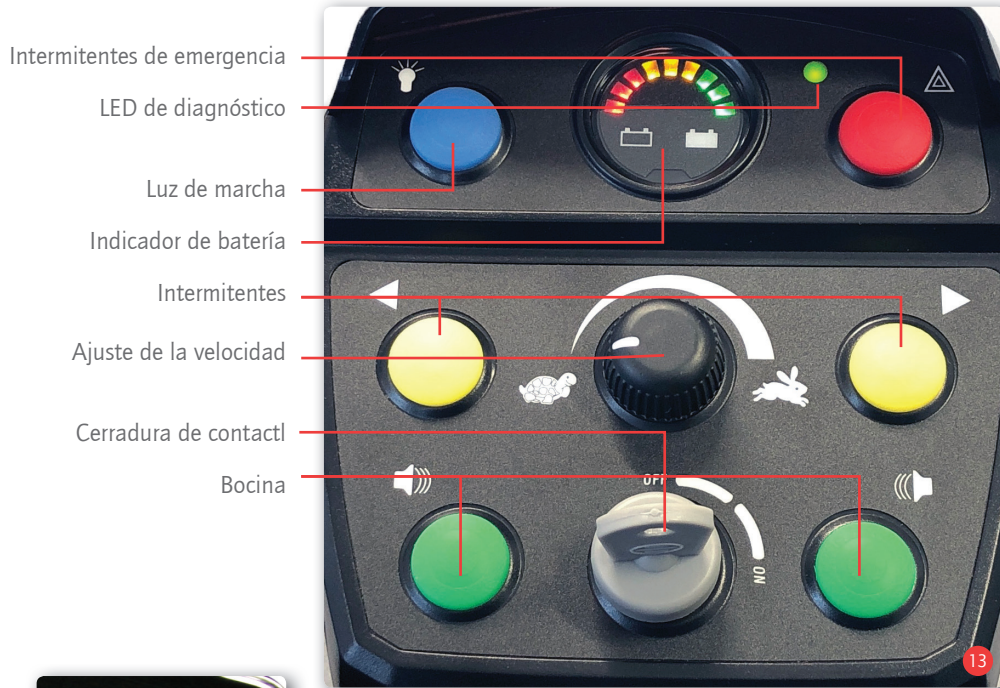 Intermitentes de emergencia
LED de diagnóstico
Luz de marcha
Indicador de batería
Intermitentes
Ajuste de la velocidad
Cerradura de contactl
Bocina
OFF
ON
13